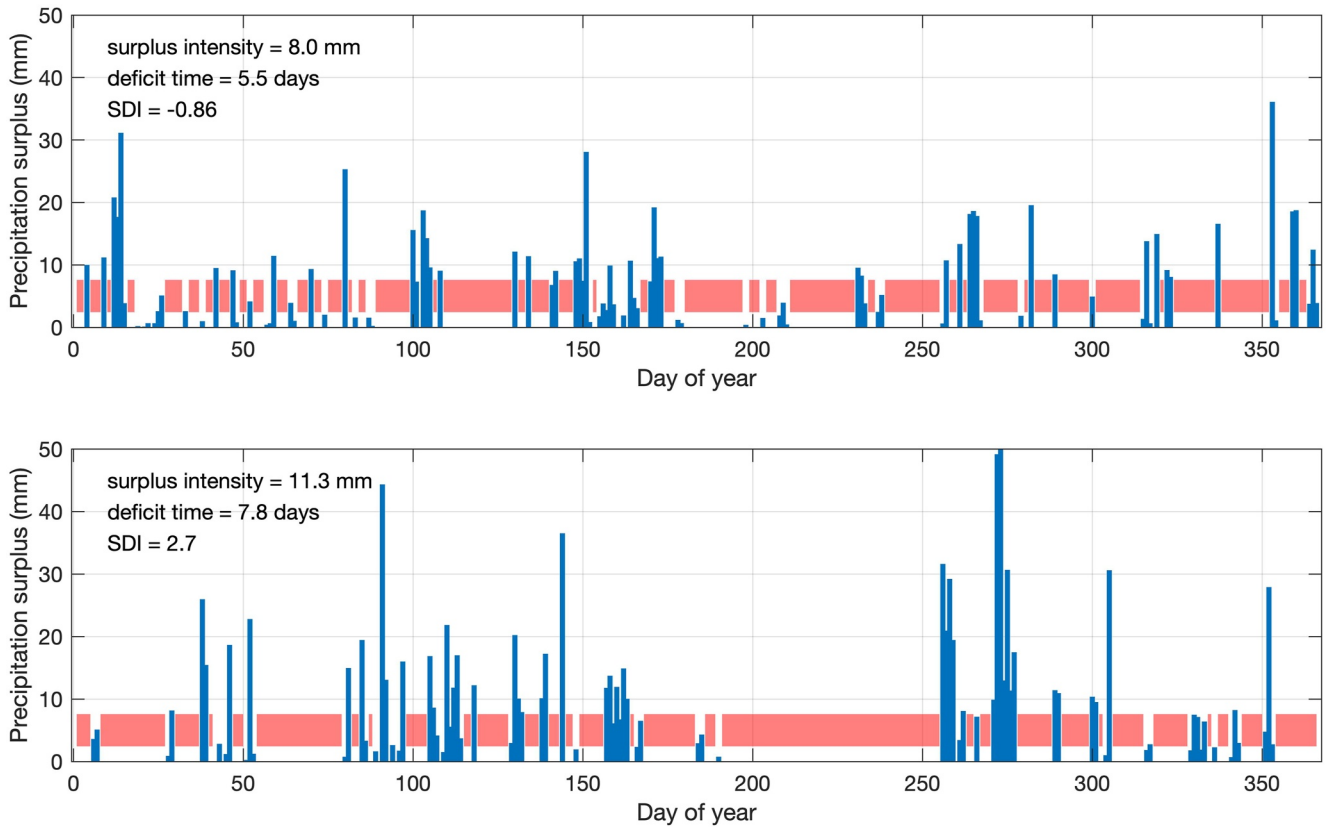 50
40
30
20
10
0
Precipitation surplus (mm)
surplus intensity = 8.0 mm
deficit time = 5.5 days
SDI = -0.86
0 50 100 150 200 250 300 350
Day of year
50
40
30
20
10
0
Precipitation surplus (mm)
surplus intensity = 11.3 mm
deficit time = 7.8 days
SDI = 2.7
0 50 100 150 200 250 300 350
Day of year